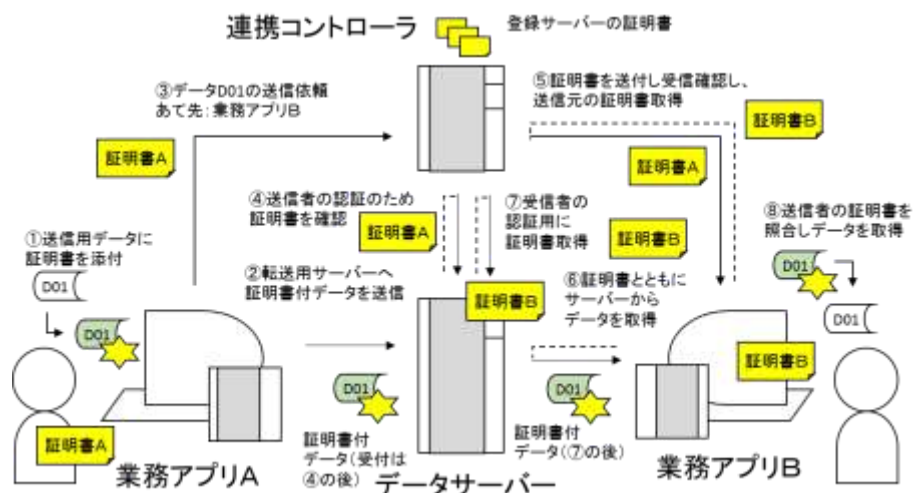 連携コントローラ
登録サーバーの証明書
③データD01の送信依頼
あて先:業務アプリB
⑤証明書を送付し受信確認し、
送信元の証明書取得
証明書A
証明書B
証明書A
④送信者の認証のため
証明書を確認
証明書A
⑦受信者の
認証用に
証明書取得
証明書B
⑧送信者の証明書を
照合しデータを取得
①送信用データに
証明書を添付
D01
D01
②転送用サーバーへ
証明書付データを送信
証明書B
⑥証明書とともに
サーバーから
データを取得
D01
D01
証明書B
D01
D01
証明書A
証明書付
データ(受付は
④の後)
証明書付
データ(⑦の後)
業務アプリA
データサーバー
業務アプリB